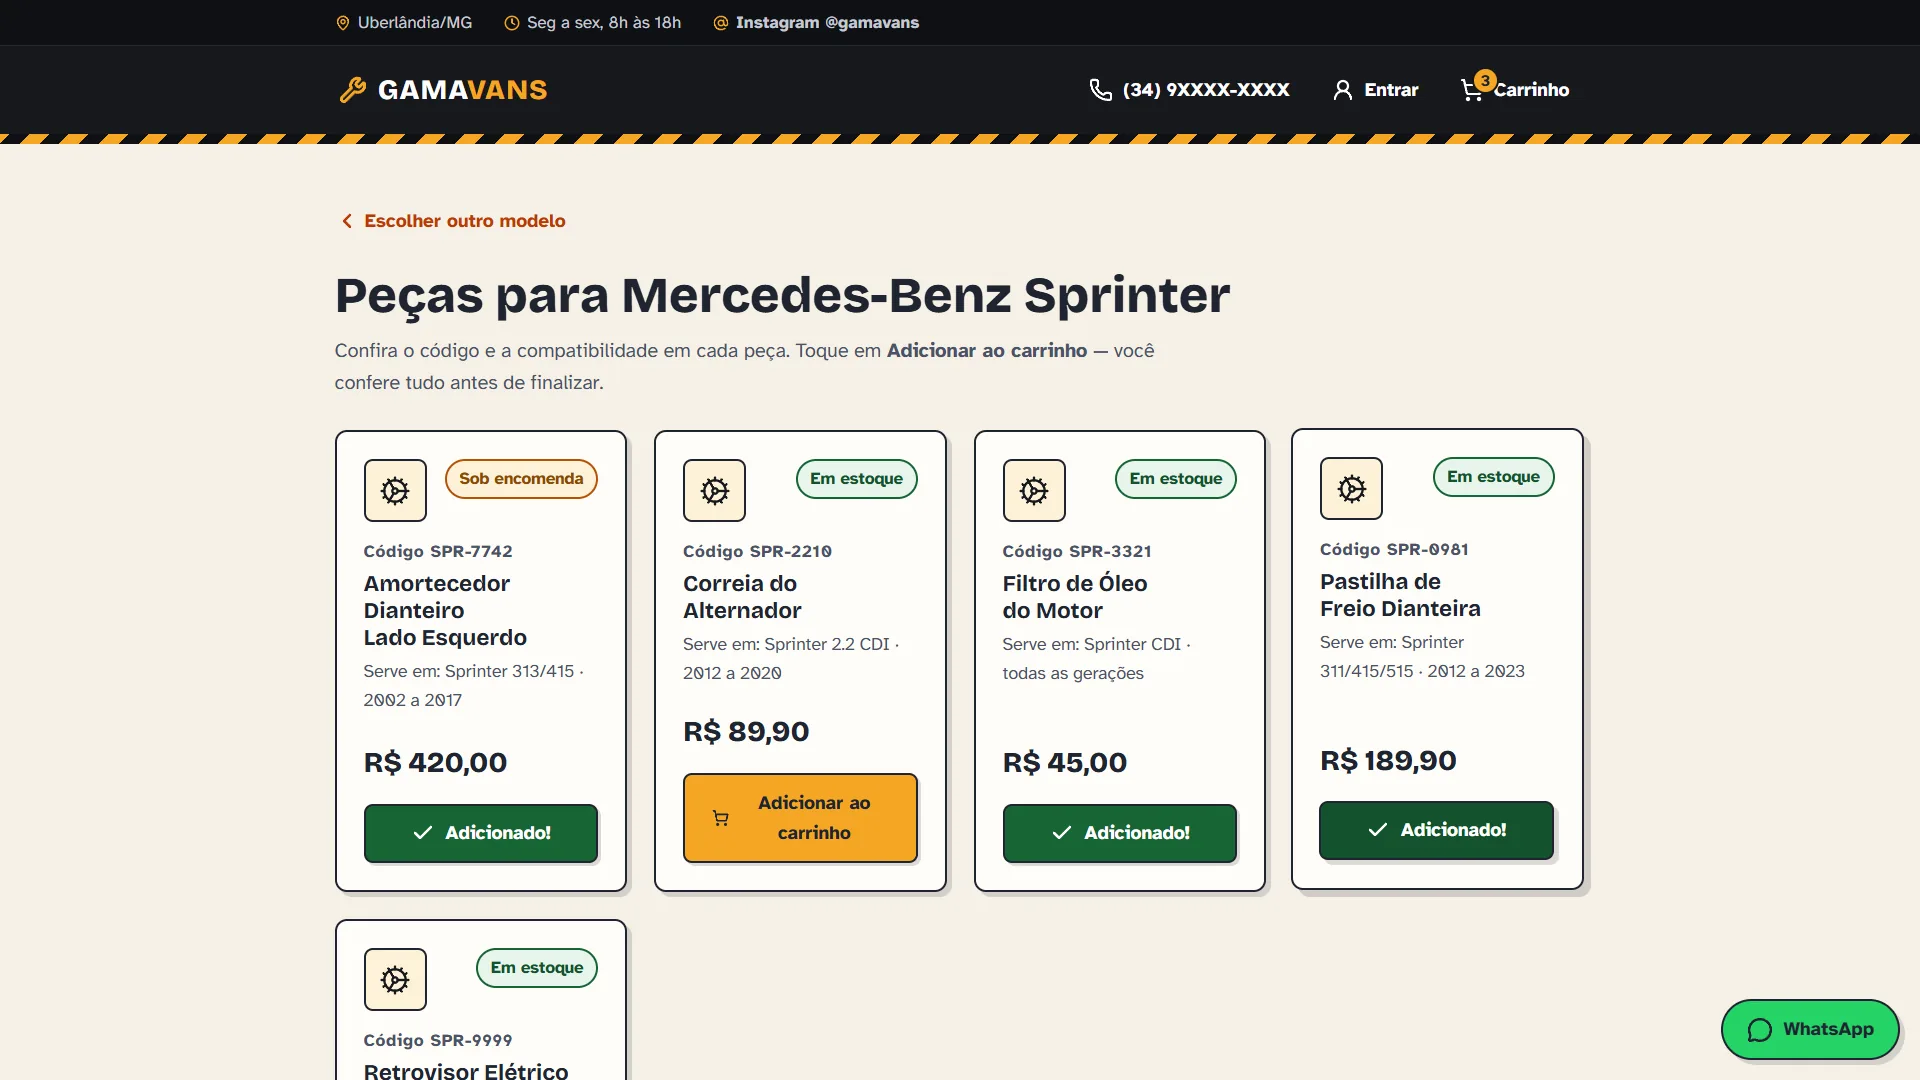 Uberlândia/MG
Seg a sex, 8h às 18h
Instagram @gamavans
GAMAVANS
(34) 9XXXX-XXXX
Entrar
3
Carrinho
Escolher outro modelo
Peças para Mercedes-Benz Sprinter
Confira o código e a compatibilidade em cada peça. Toque em Adicionar ao carrinho — você
confere tudo antes de finalizar.
Sob encomenda
Código SPR-7742
Amortecedor
Dianteiro
Lado Esquerdo
Serve em: Sprinter 313/415 ·
2002 a 2017
R$ 420,00
Adicionado!
Em estoque
Código SPR-2210
Correia do
Alternador
Serve em: Sprinter 2.2 CDI ·
2012 a 2020
R$ 89,90
Adicionar ao
carrinho
Em estoque
Código SPR-3321
Filtro de Óleo
do Motor
Serve em: Sprinter CDI ·
todas as gerações
R$ 45,00
Adicionado!
Em estoque
Código SPR-0981
Pastilha de
Freio Dianteira
Serve em: Sprinter
311/415/515 · 2012 a 2023
R$ 189,90
Adicionado!
Em estoque
Código SPR-9999
Retrovisor Elétrico
WhatsApp